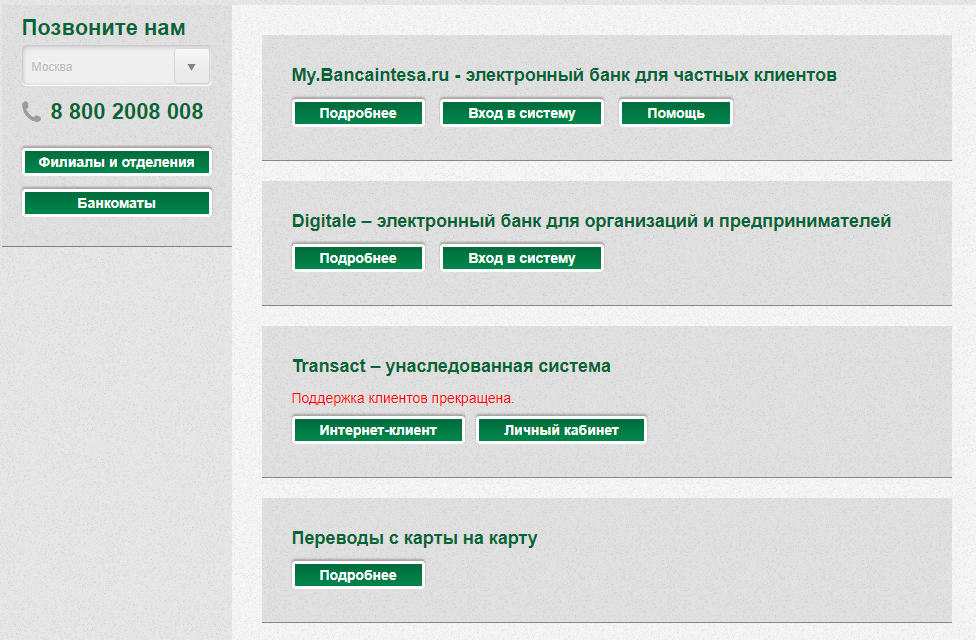 Позвоните нам
Москва
8 800 2008 008
Филиалы и отделения
Банкоматы
My.Bancaintesa.ru - электронный банк для частных клиентов
Подробнее Вход в систему Помощь
Digitale – электронный банк для организаций и предпринимателей
Подробнее Вход в систему
Transact – унаследованная система
Поддержка клиентов прекращена.
Интернет-клиент Личный кабинет
Переводы с карты на карту
Подробнее